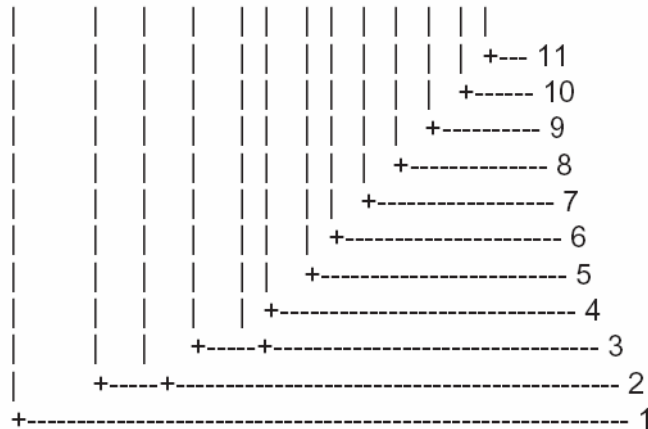 | | | | | | | | | | | | |
| | | | | | | | | | | | +--- 11
| | | | | | | | | | | +------ 10
| | | | | | | | | | +---------- 9
| | | | | | | | | +-------------- 8
| | | | | | | | +----------------- 7
| | | | | | | +--------------------- 6
| | | | | | +----------------------- 5
| | | | | +--------------------------- 4
| | | +-----+------------------------------ 3
| +-----+----------------------------------------- 2
+------------------------------------------------------- 1